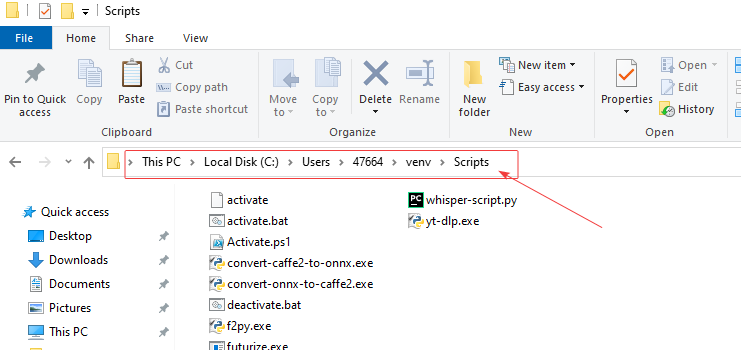 Scripts
File Home Share View
Pin to Quick access
Copy
Paste
Cut
Copy path
Paste shortcut
Clipboard
Move to
Copy to
Delete
Rename
Organize
New folder
New item
Easy access
New
Properties
Open
Edit
History
Open
This PC > Local Disk (C:) > Users > 47664 > venv > Scripts
Quick access
Desktop
Downloads
Documents
Pictures
This PC
activate
activate.bat
Activate.ps1
convert-caffe2-to-onnx.exe
convert-onnx-to-caffe2.exe
deactivate.bat
f2py.exe
futurize.exe
whisper-script.py
yt-dlp.exe